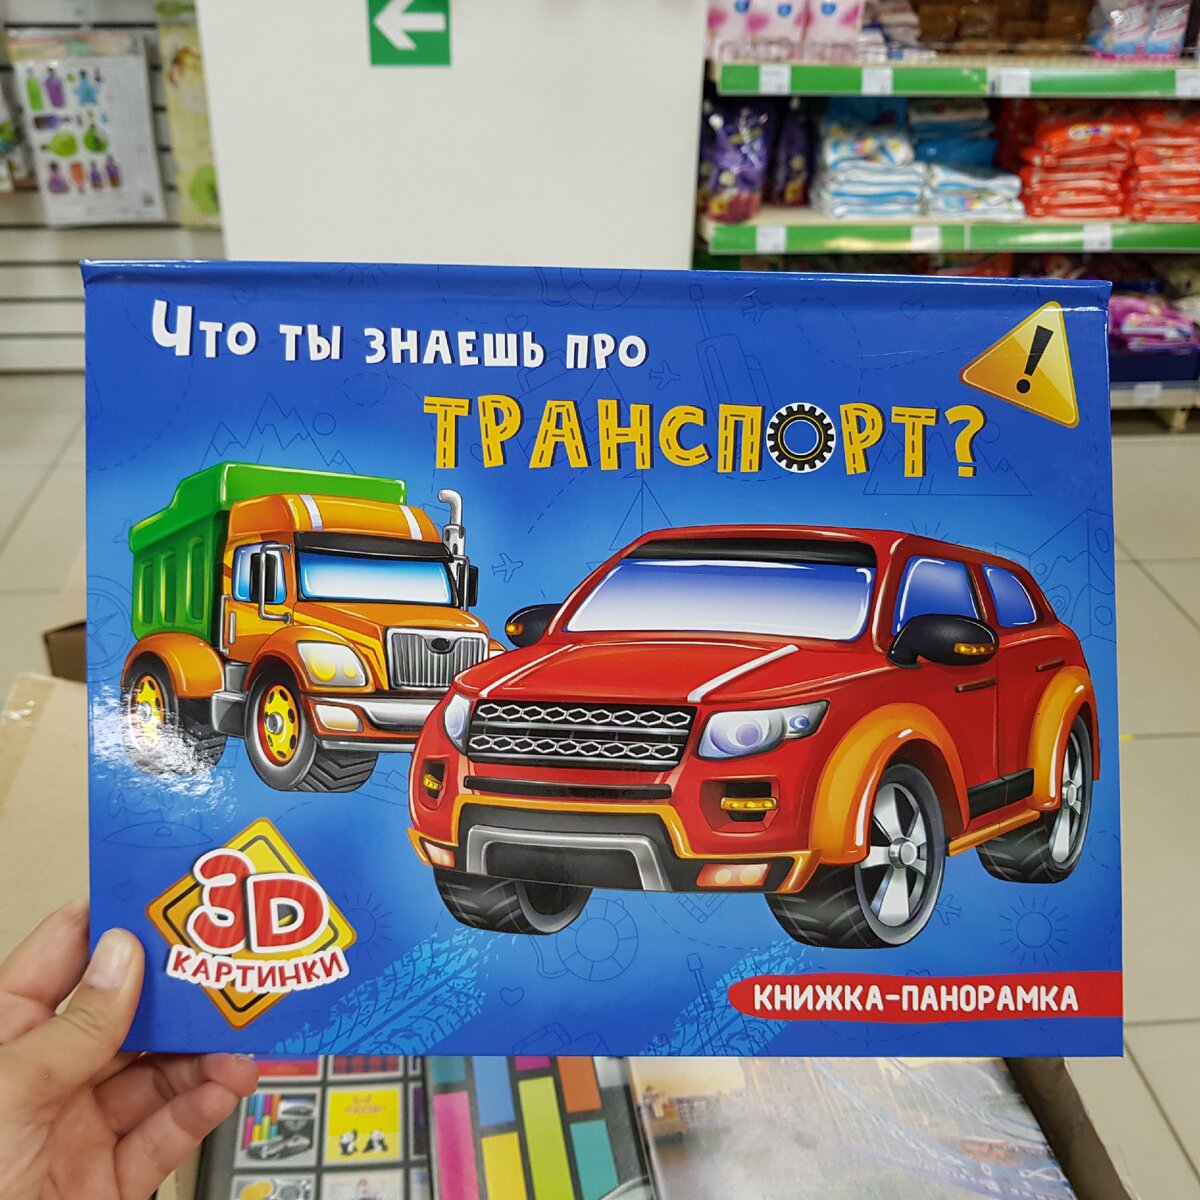 Что ты знаешь про
ТРАНСПОРТ?
3D
КАРТИНКИ
КНИЖКА-ПАНОРАМКА